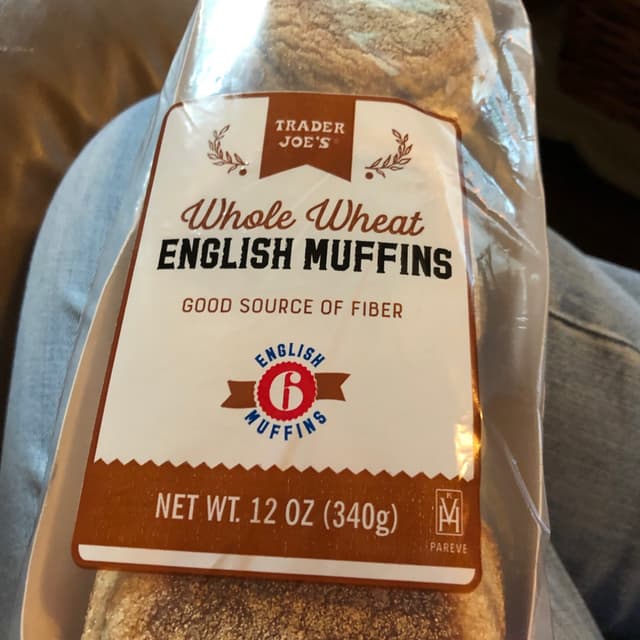 TRADER
JOE'S
Whole Wheat
ENGLISH MUFFINS
GOOD SOURCE OF FIBER
ENGLISH
6
MUFFINS
NET WT. 12 OZ (340g)
PAREVE